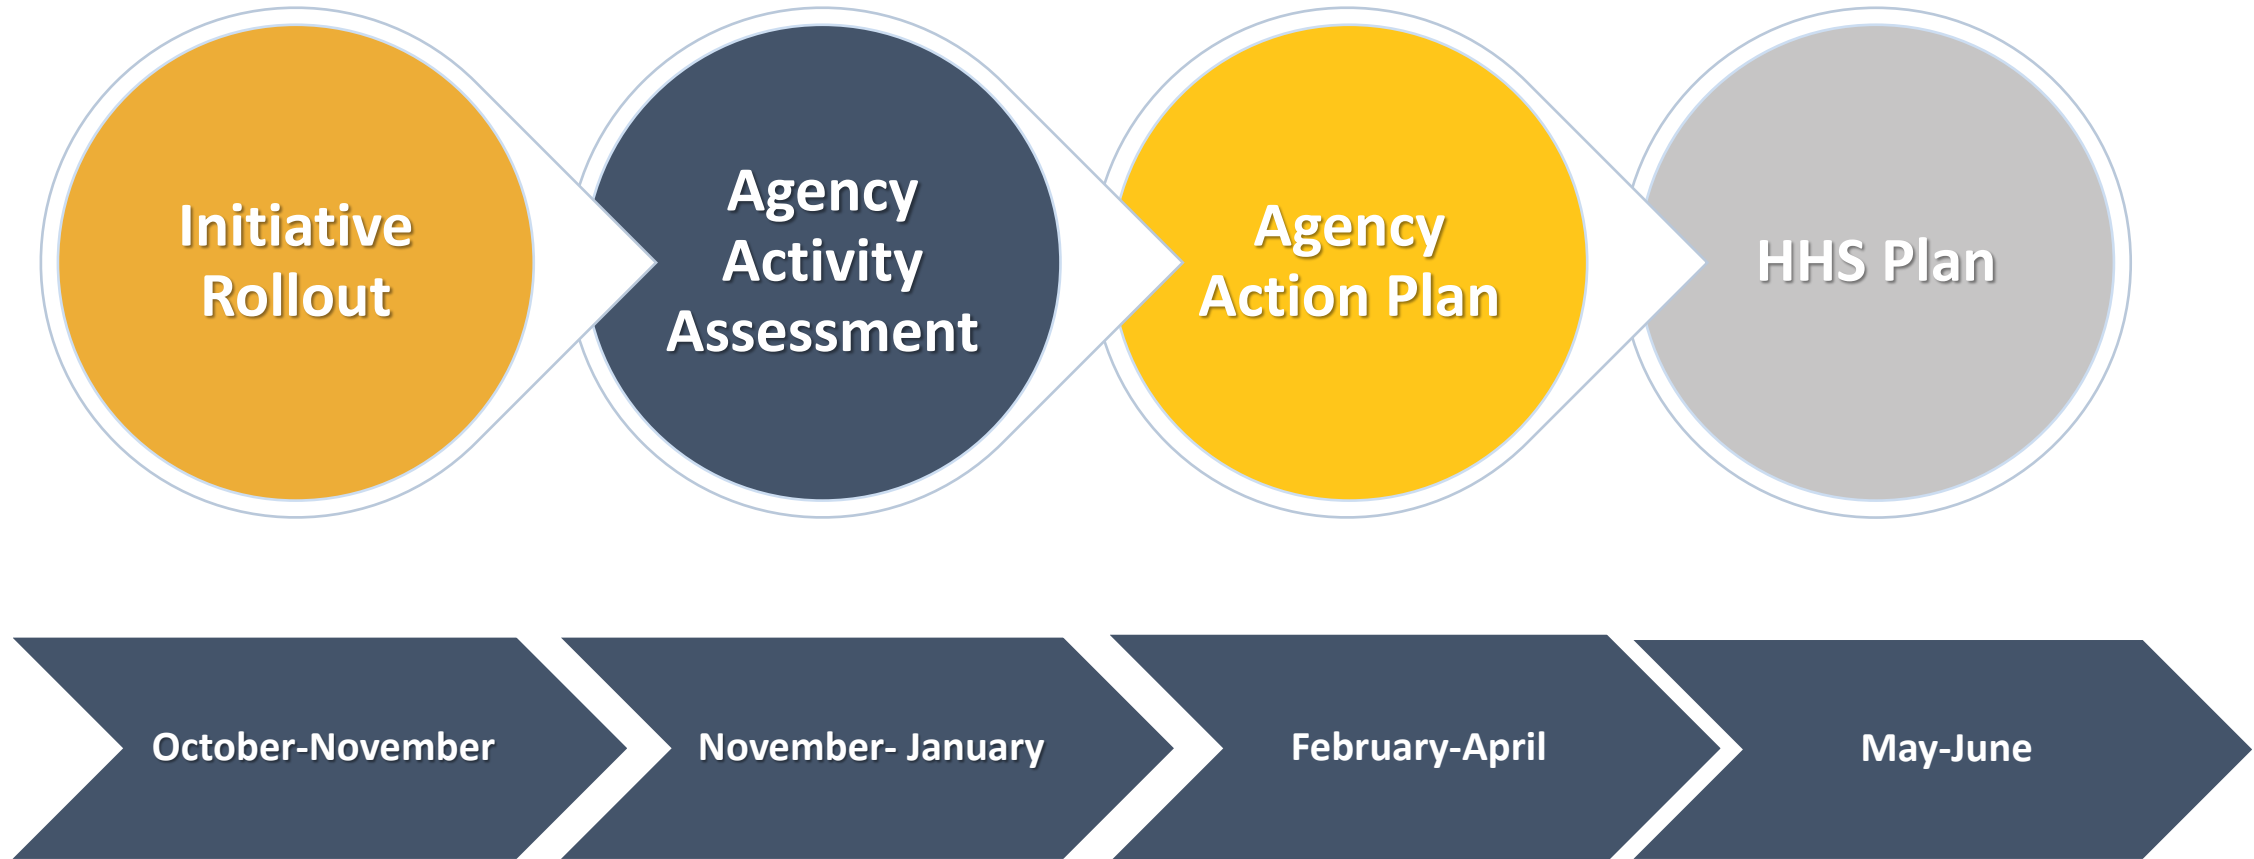 Initiative
Rollout
Agency
Activity
Assessment
Agency
Action Plan
HHS Plan
October-November
November- January
February-April
May-June